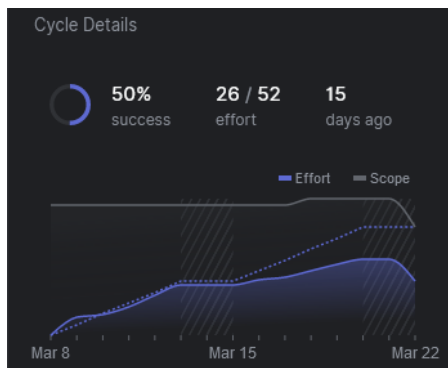 Cycle Details
50% 26 / 52 15
success effort days ago
Effort Scope
Mar 8 Mar 15 Mar 22